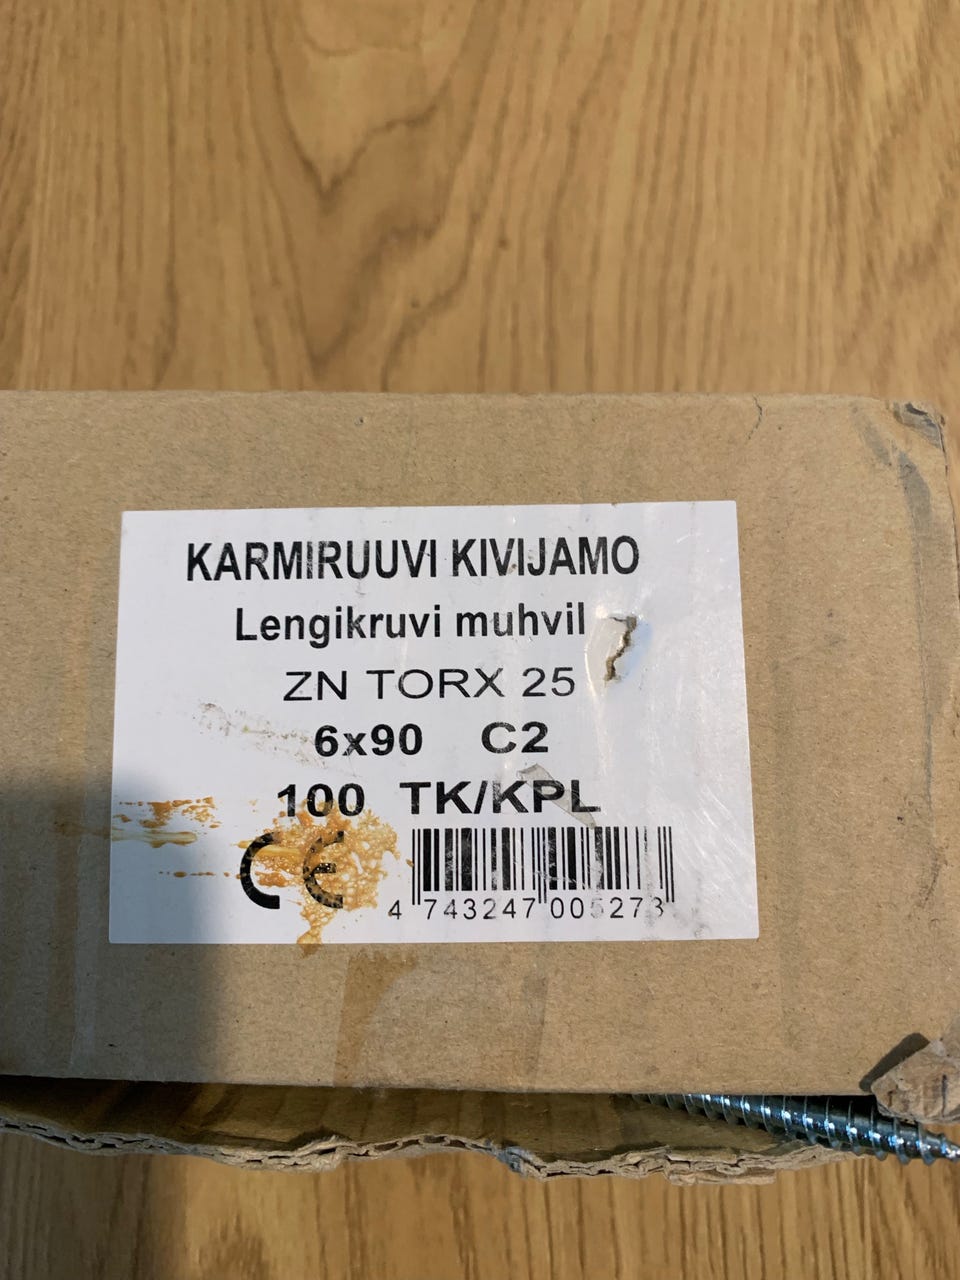 KARMIRUUVI KIVIJAMO
Lengikruvi muhvil
ZN TORX 25
6x90 C2
100 TK/KPL
CE
4 743247 005273